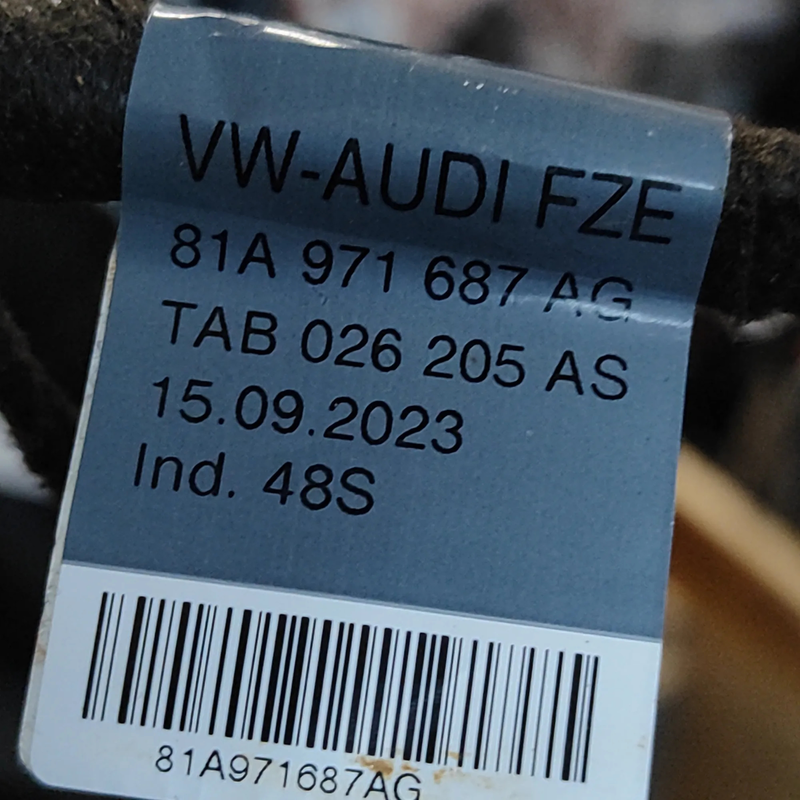 VW-AUDI FZE
81A 971 687 AG
TAB 026 205 AS
15.09.2023
Ind. 48S
81A971687AG